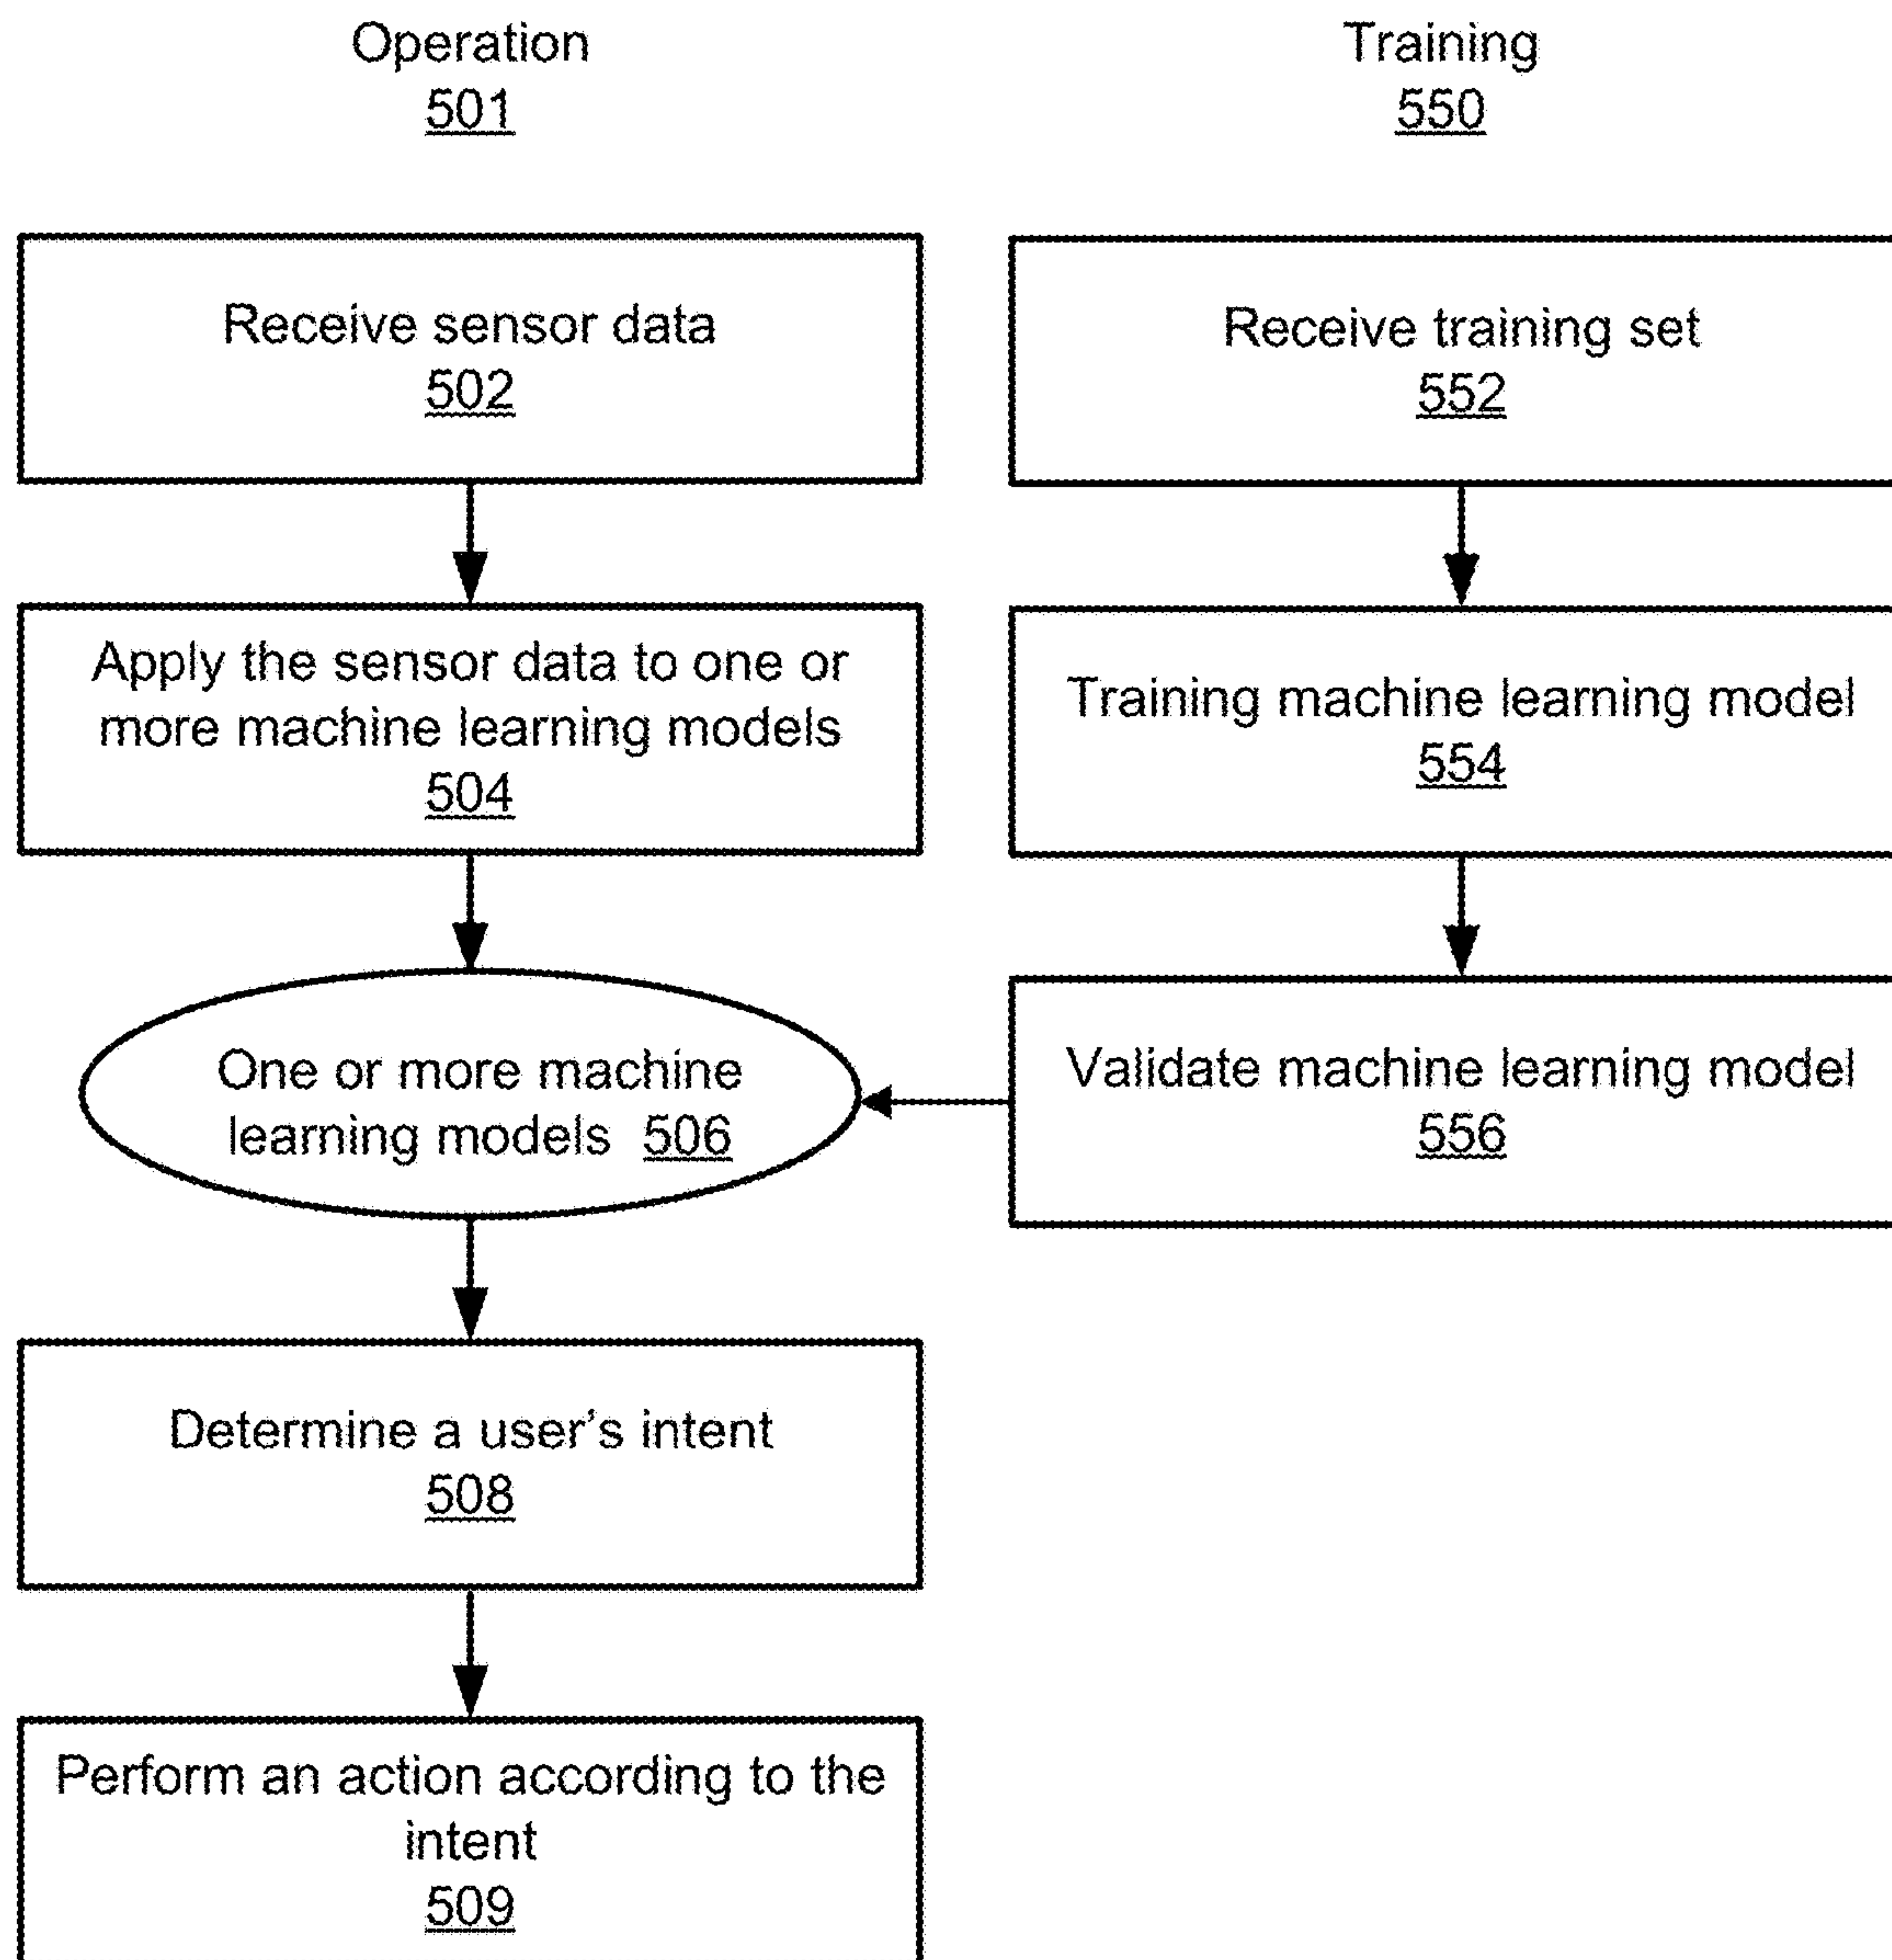 Operation
501
Receive sensor data
502
Apply the sensor data to one or
more machine learning models
504
One or more machine
learning models 506
Determine a user's intent
508
Perform an action according to the
intent
509
Training
550
Receive training set
552
Training machine learning model
554
Validate machine learning model
556